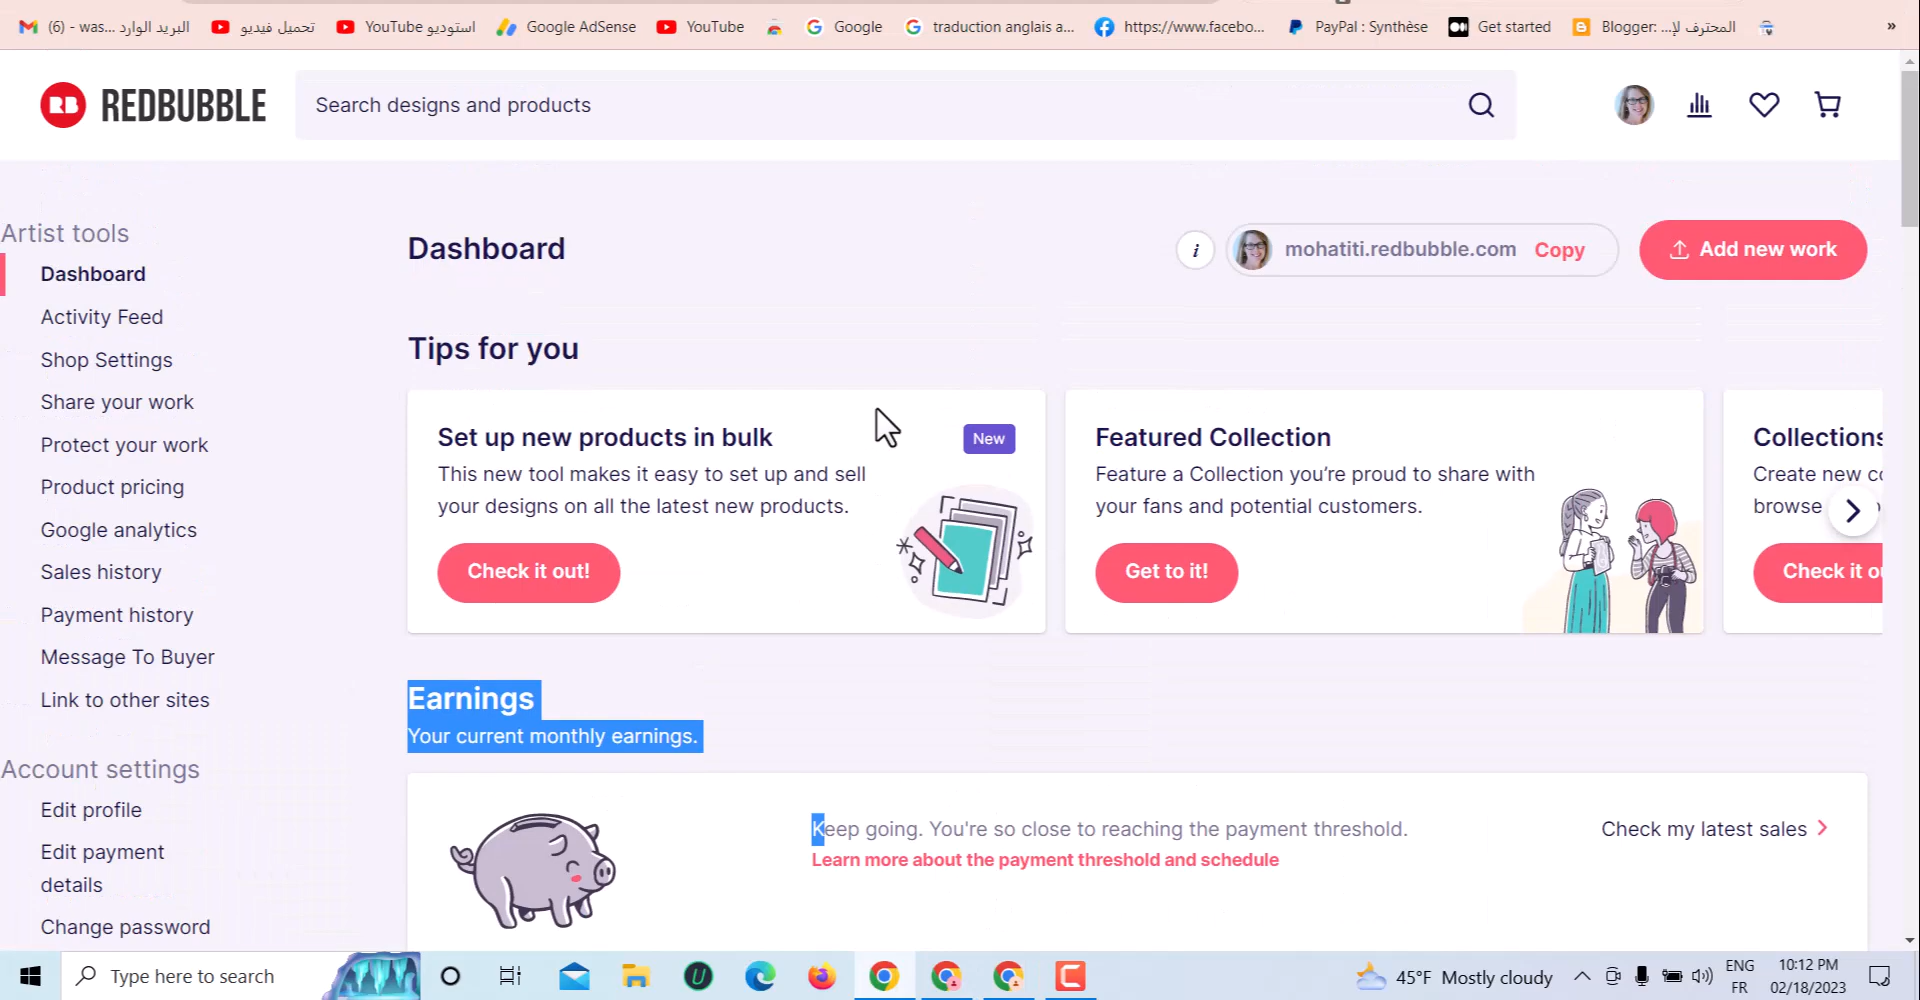 البريد الوارد (6) - was...
تحميل فيديو
استوديو YouTube
Google AdSense
YouTube
Google
traduction anglais a...
https://www.facebo...
PayPal : Synthèse
Get started
Blogger: ...المحترف لإ
»
RB REDBUBBLE
Search designs and products
Artist tools
Dashboard
Activity Feed
Shop Settings
Share your work
Protect your work
Product pricing
Google analytics
Sales history
Payment history
Message To Buyer
Link to other sites
Account settings
Edit profile
Edit payment
details
Change password
Dashboard
i
mohatiti.redbubble.com Copy
Add new work
Tips for you
Set up new products in bulk
New
This new tool makes it easy to set up and sell
your designs on all the latest new products.
Check it out!
Featured Collection
Feature a Collection you're proud to share with
your fans and potential customers.
Get to it!
Collections
Create new
browse
Check it
Earnings
Your current monthly earnings.
Keep going. You're so close to reaching the payment threshold.
Learn more about the payment threshold and schedule
Check my latest sales
Type here to search
45°F Mostly cloudy
ENG
FR
10:12 PM
02/18/2023